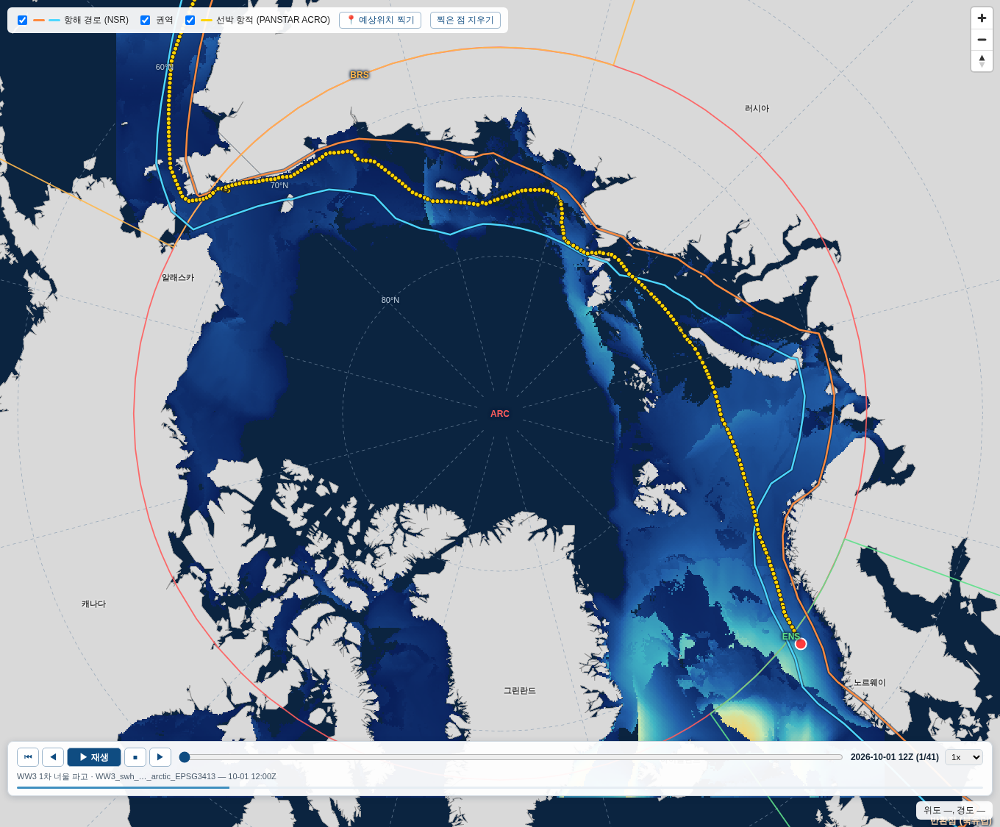 항해 경로 (NSR) 권역 선박 항적 (PANSTAR ACRO) 📍 예상위치 찍기 찍은 점 지우기
60°N
BRS
러시아
70°N
알래스카
80°N
ARC
캐나다
ENS
노르웨이
그린란드
재생 2026-10-01 12Z (1/41) 1x
WW3 1차 너울 파고 · WW3_swh_…_arctic_EPSG3413 — 10-01 12:00Z
위도 —, 경도 —